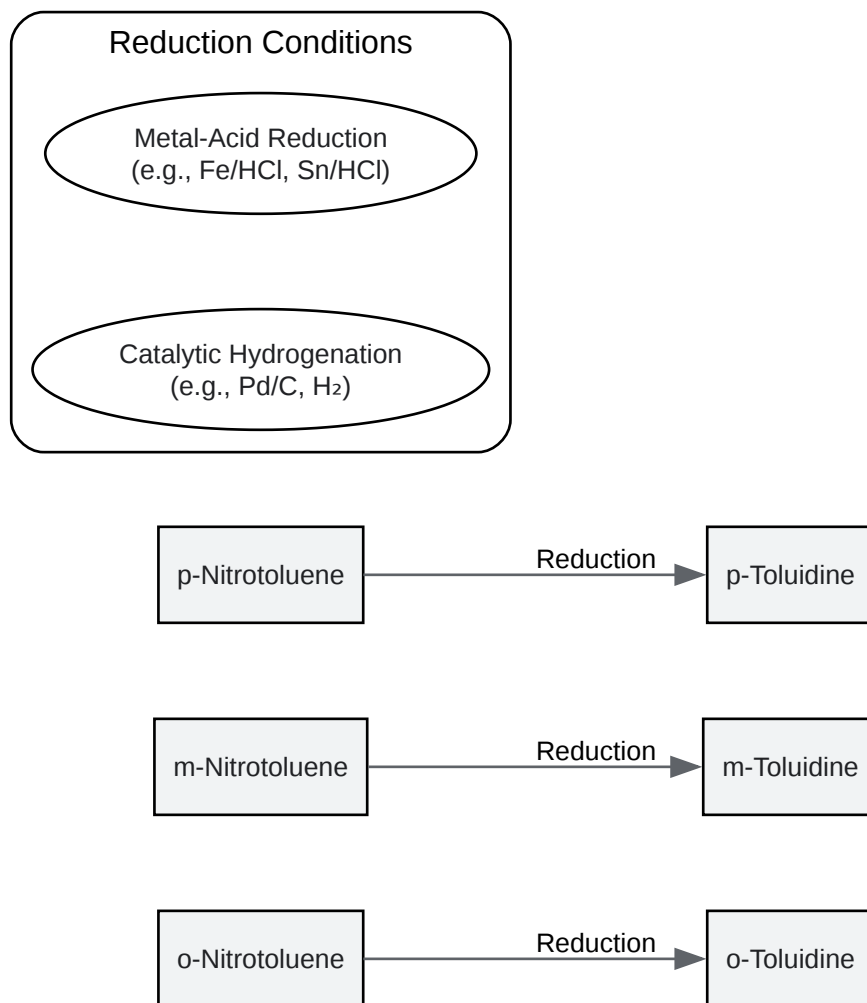 Reduction Conditions
Metal-Acid Reduction
(e.g., Fe/HCl, Sn/HCl)
Catalytic Hydrogenation
(e.g., Pd/C, H₂)
p-Nitrotoluene
Reduction
p-Toluidine
m-Nitrotoluene
Reduction
m-Toluidine
o-Nitrotoluene
Reduction
o-Toluidine